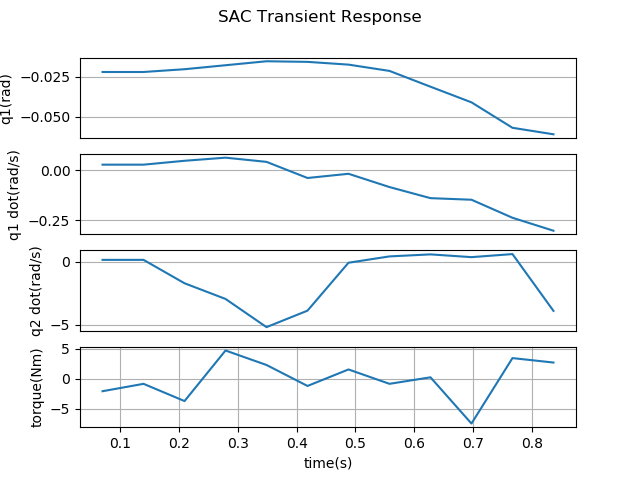 SAC Transient Response
q1(rad)
−0.025
−0.050
q1 dot(rad/s)
0.00
−0.25
q2 dot(rad/s)
0
−5
torque(Nm)
5
0
−5
0.1 0.2 0.3 0.4 0.5 0.6 0.7 0.8
time(s)